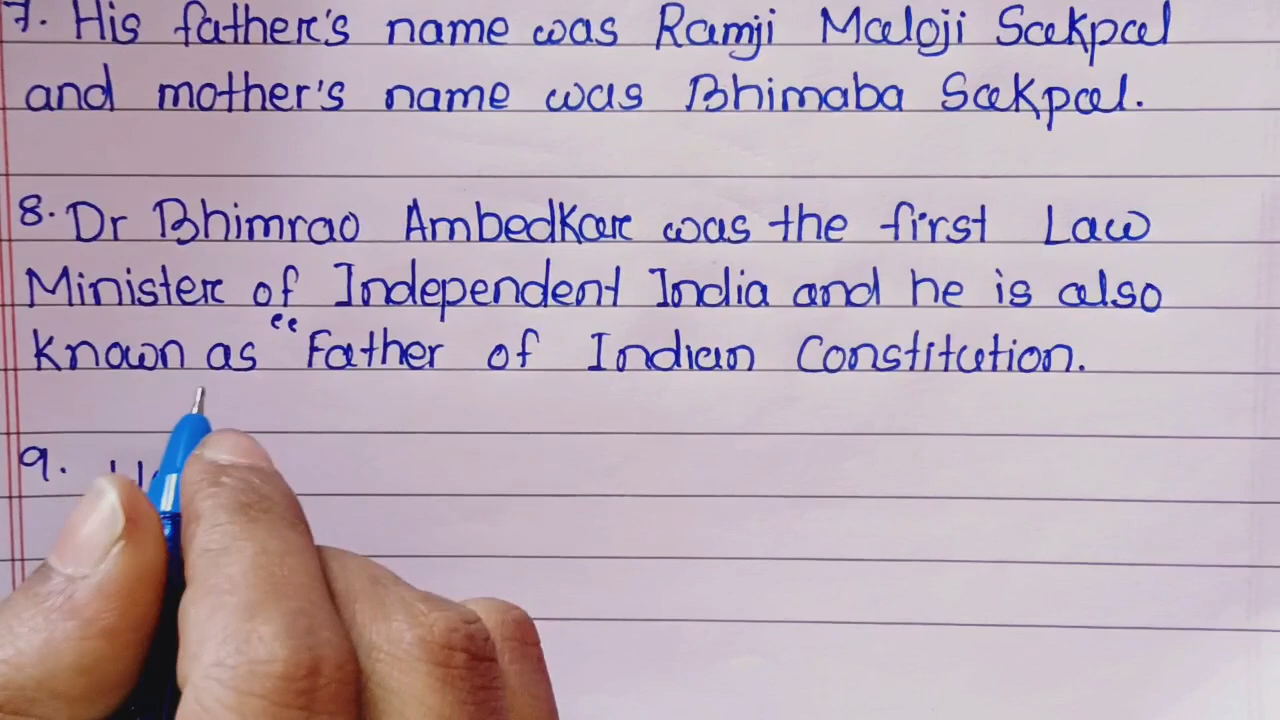 7. His father's name was Ramji Maloji Sakpal
and mother's name was Bhimaba Sakpal.
8. Dr Bhimrao Ambedkar was the first Law
Minister of Independent India and he is also
known as "Father of Indian Constitution.
9.